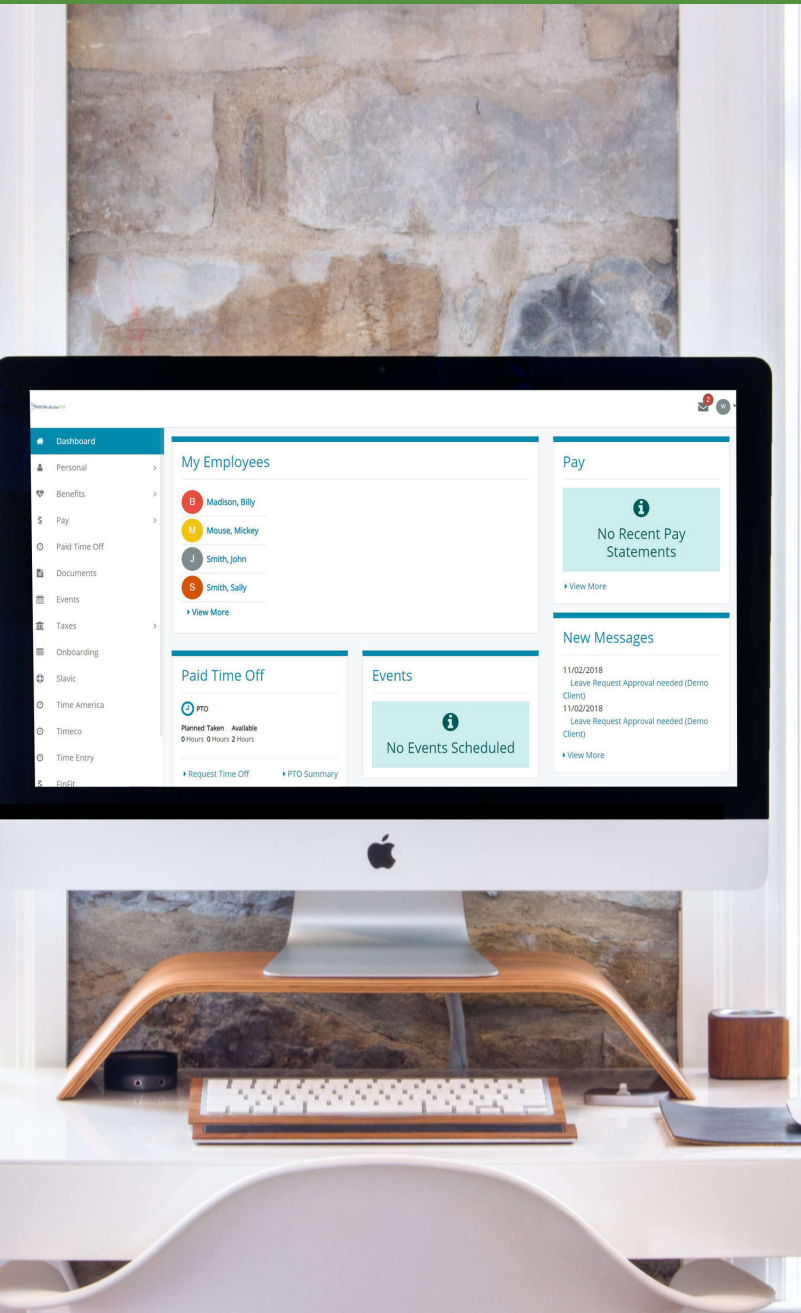 2
W
Dashboard
Personal
Benefits
Pay
Paid Time Off
Documents
Events
Taxes
Onboarding
Slavic
Time America
Timeco
Time Entry
FinFit
My Employees
B Madison, Billy
M Mouse, Mickey
J Smith, John
S Smith, Sally
View More
Pay
No Recent Pay
Statements
View More
Paid Time Off
PTO
Planned Taken Available
0 Hours 0 Hours 2 Hours
Request Time Off PTO Summary
Events
No Events Scheduled
New Messages
11/02/2018
Leave Request Approval needed (Demo
Client)
11/02/2018
Leave Request Approval needed (Demo
Client)
View More